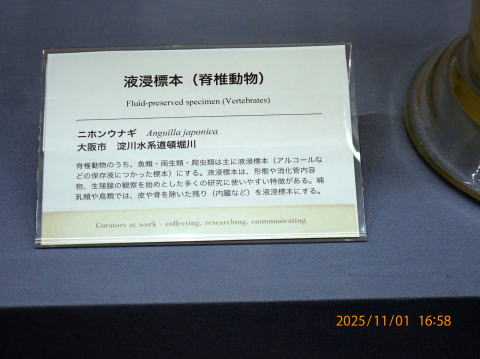 液浸標本（脊椎動物）
Fluid-preserved specimen (Vertebrates)
ニホンウナギ Anguilla japonica
大阪市 淀川水系道頓堀川
脊椎動物のうち、魚類・両生類・爬虫類は主に液浸標本（アルコールな
どの保存液につかった標本）にする。液浸標本は、形態や消化管内容
物、生殖腺の観察を始めとした多くの研究に使いやすい特徴がある。哺
乳類や鳥類では、皮や骨を除いた残り（内臓など）を液浸標本にする。
Curators at work - collecting, researching, communicating
2025/11/01 16:58